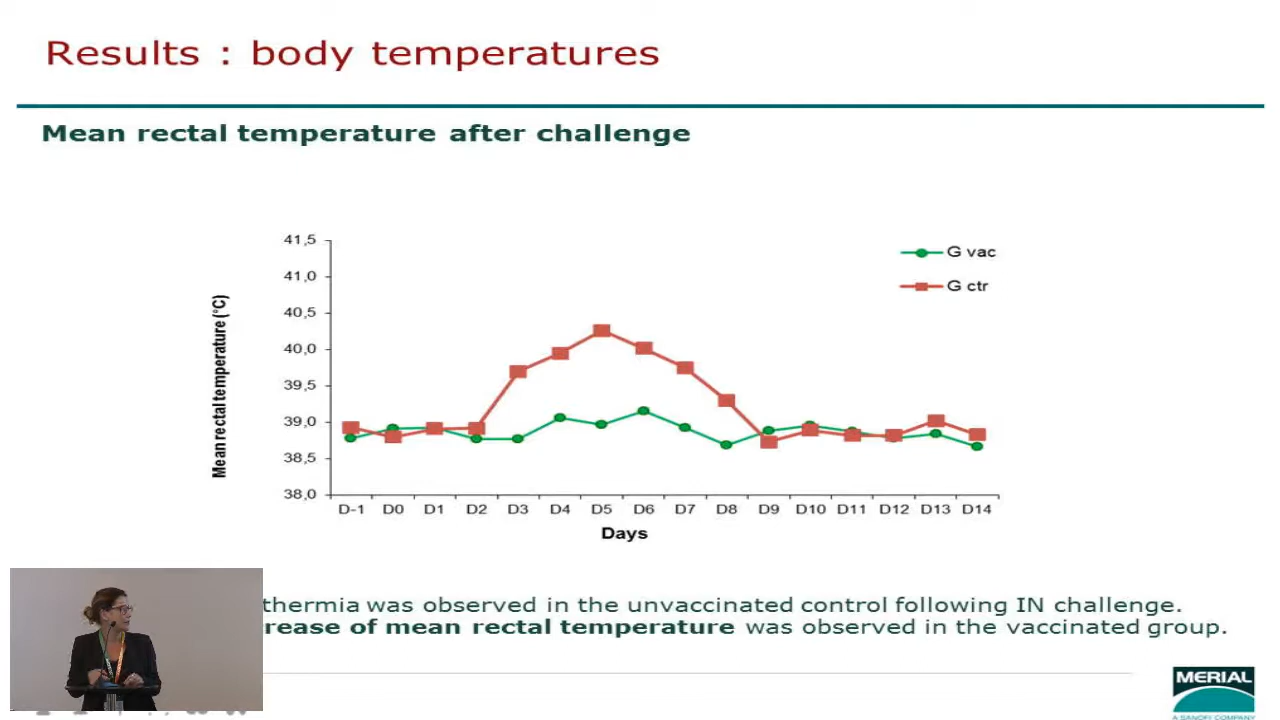 Results : body temperatures
Mean rectal temperature after challenge
41,5
41,0
40,5
40,0
39,5
39,0
38,5
38,0
Mean rectal temperature (°C)
G vac
G ctr
D-1 D0 D1 D2 D3 D4 D5 D6 D7 D8 D9 D10 D11 D12 D13 D14
Days
thermia was observed in the unvaccinated control following IN challenge.
rease of mean rectal temperature was observed in the vaccinated group.
MERIAL
A SANOFI COMPANY